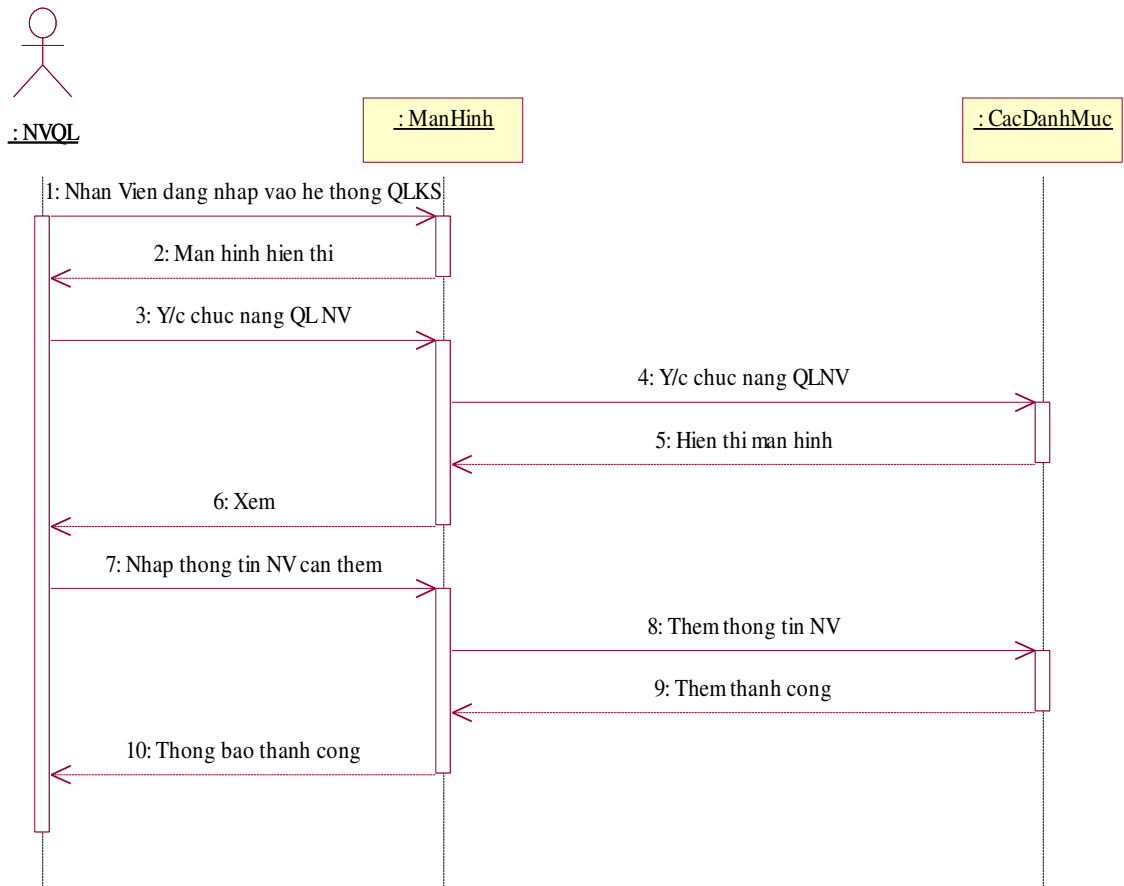 : NVQL
: ManHinh
: CacDanhMuc
1: Nhan Vien dang nhap vao he thong QLKS
2: Man hinh hien thi
3: Y/c chuc nang QLNV
4: Y/c chuc nang QLNV
5: Hien thi man hinh
6: Xem
7: Nhap thong tin NV can them
8: Them thong tin NV
9: Them thanh cong
10: Thong bao thanh cong